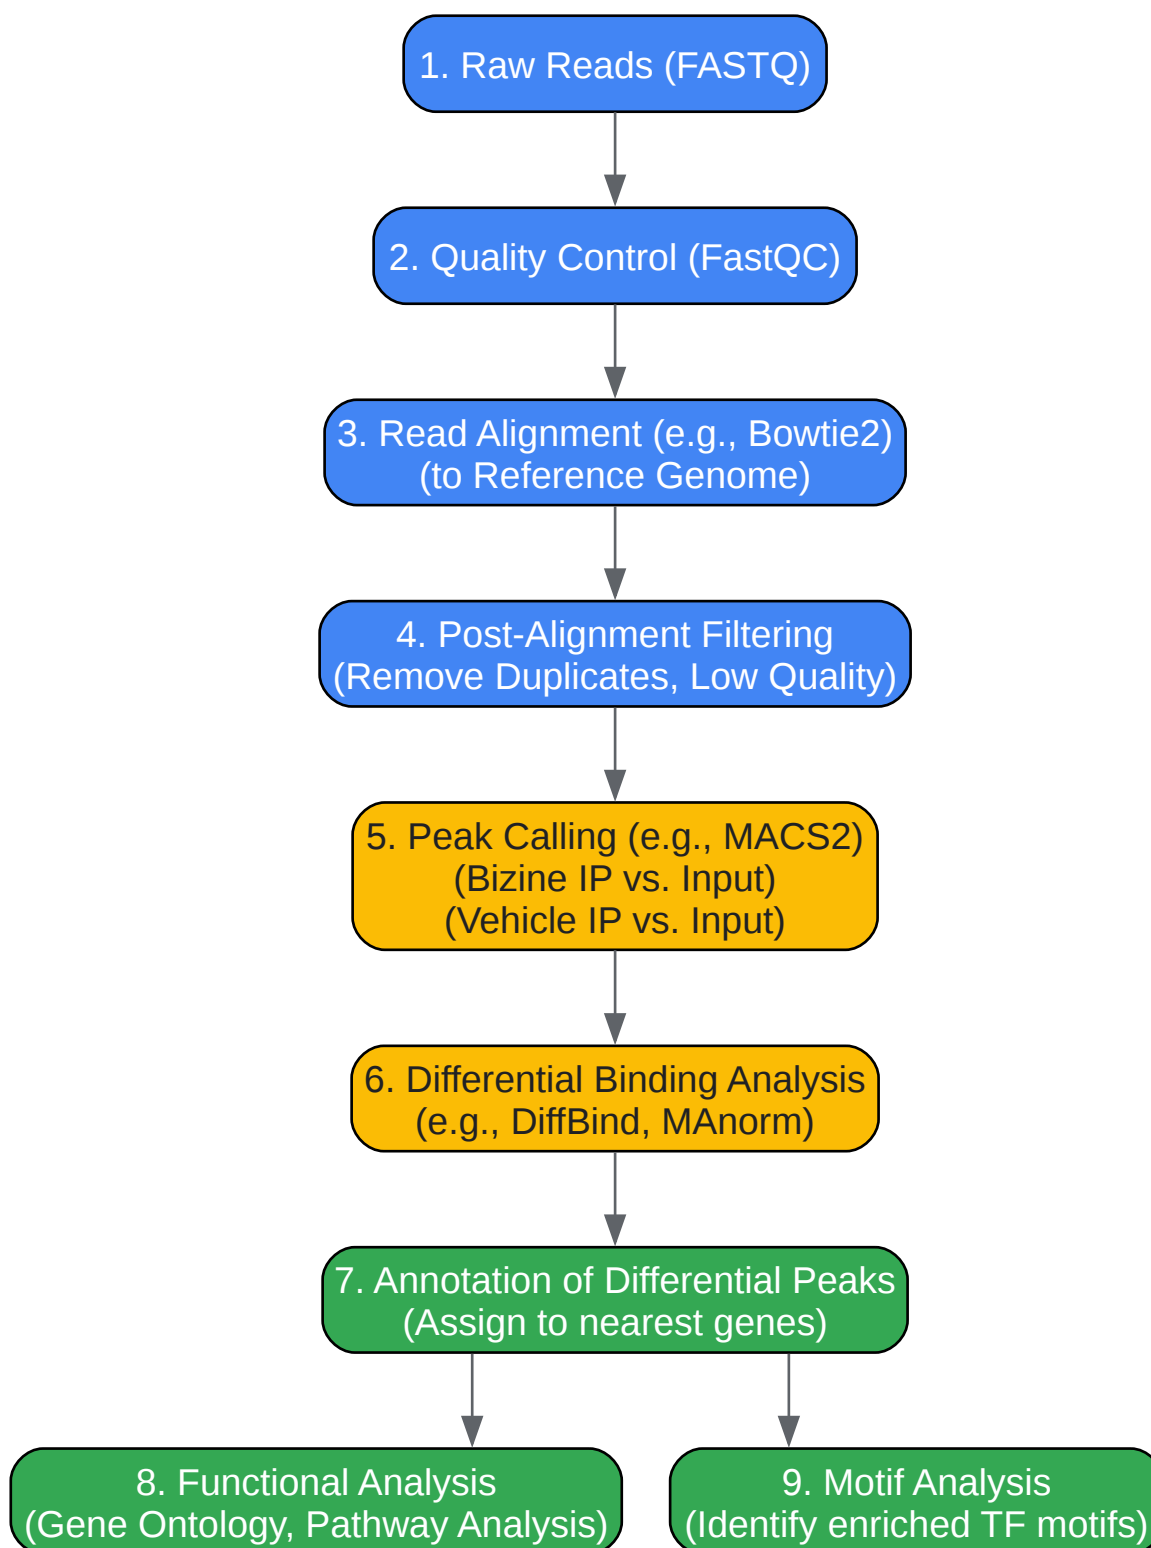 1. Raw Reads (FASTQ)
2. Quality Control (FastQC)
3. Read Alignment (e.g., Bowtie2)
(to Reference Genome)
4. Post-Alignment Filtering
(Remove Duplicates, Low Quality)
5. Peak Calling (e.g., MACS2)
(Bizine IP vs. Input)
(Vehicle IP vs. Input)
6. Differential Binding Analysis
(e.g., DiffBind, MAnorm)
7. Annotation of Differential Peaks
(Assign to nearest genes)
8. Functional Analysis
(Gene Ontology, Pathway Analysis)
9. Motif Analysis
(Identify enriched TF motifs)